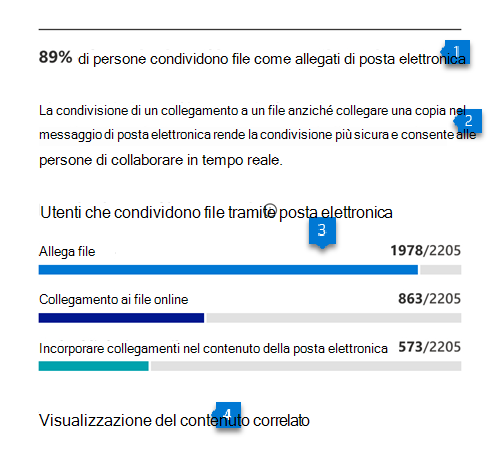 89% di persone condividono file come allegati di posta elettronica
1
La condivisione di un collegamento a un file anziché collegare una copia nel
2
messaggio di posta elettronica rende la condivisione più sicura e consente alle
persone di collaborare in tempo reale.
Utenti che condividono file tramite posta elettronica
3
Allega file 1978/2205
Collegamento ai file online 863/2205
Incorporare collegamenti nel contenuto della posta elettronica 573/2205
4
Visualizzazione del contenuto correlato